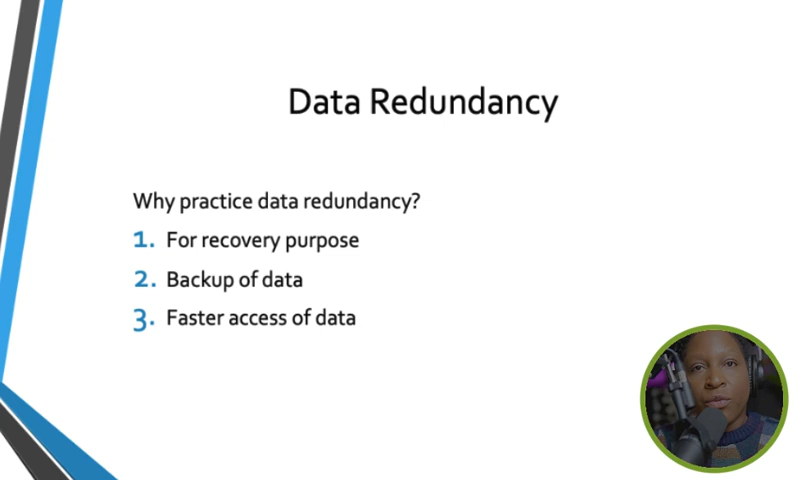 Data Redundancy
Why practice data redundancy?
1. For recovery purpose
2. Backup of data
3. Faster access of data